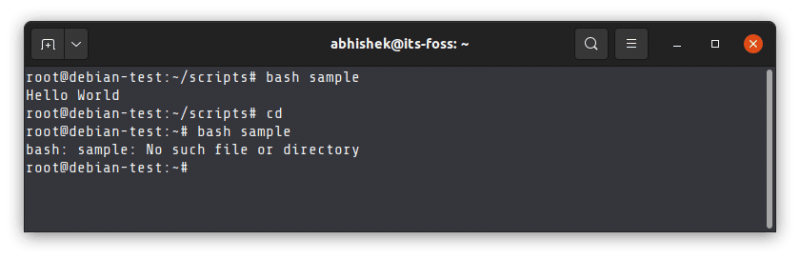 abhishek@its-foss: ~
root@debian-test:~/scripts# bash sample
Hello World
root@debian-test:~/scripts# cd
root@debian-test:~# bash sample
bash: sample: No such file or directory
root@debian-test:~#